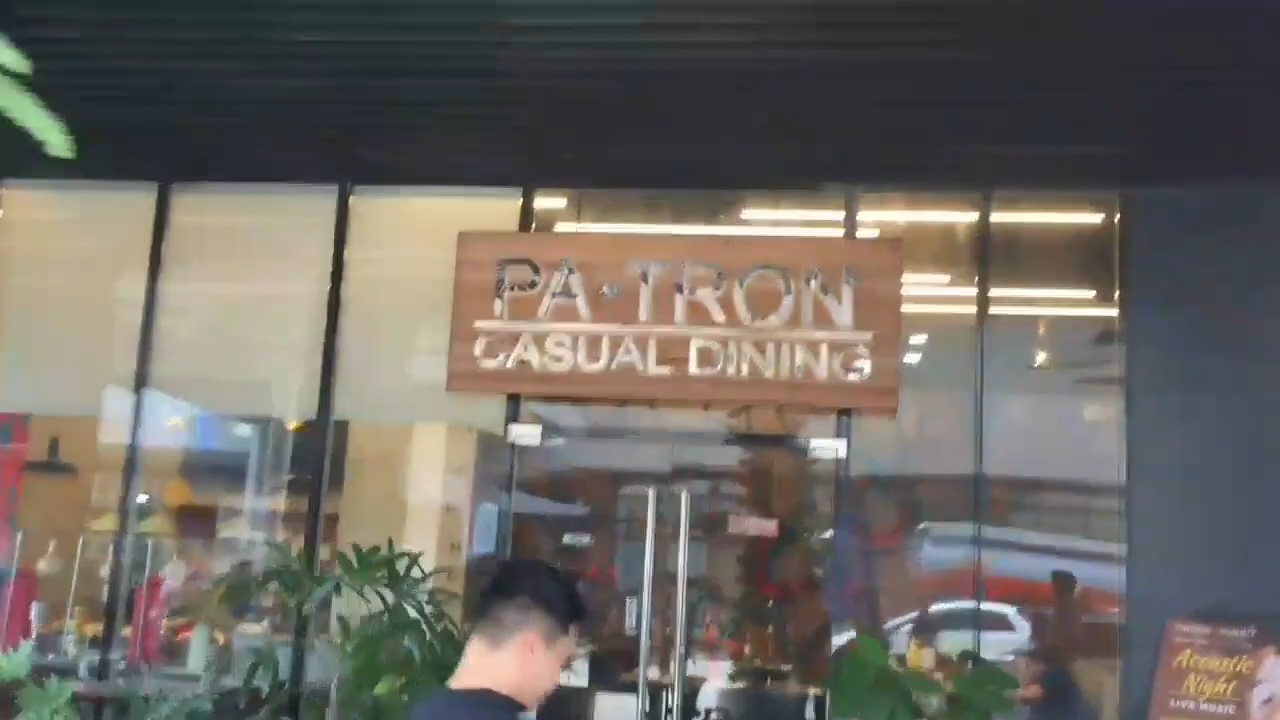 PA-TRON
CASUAL DINING
Acoustic
Night
LIVE MUSIC